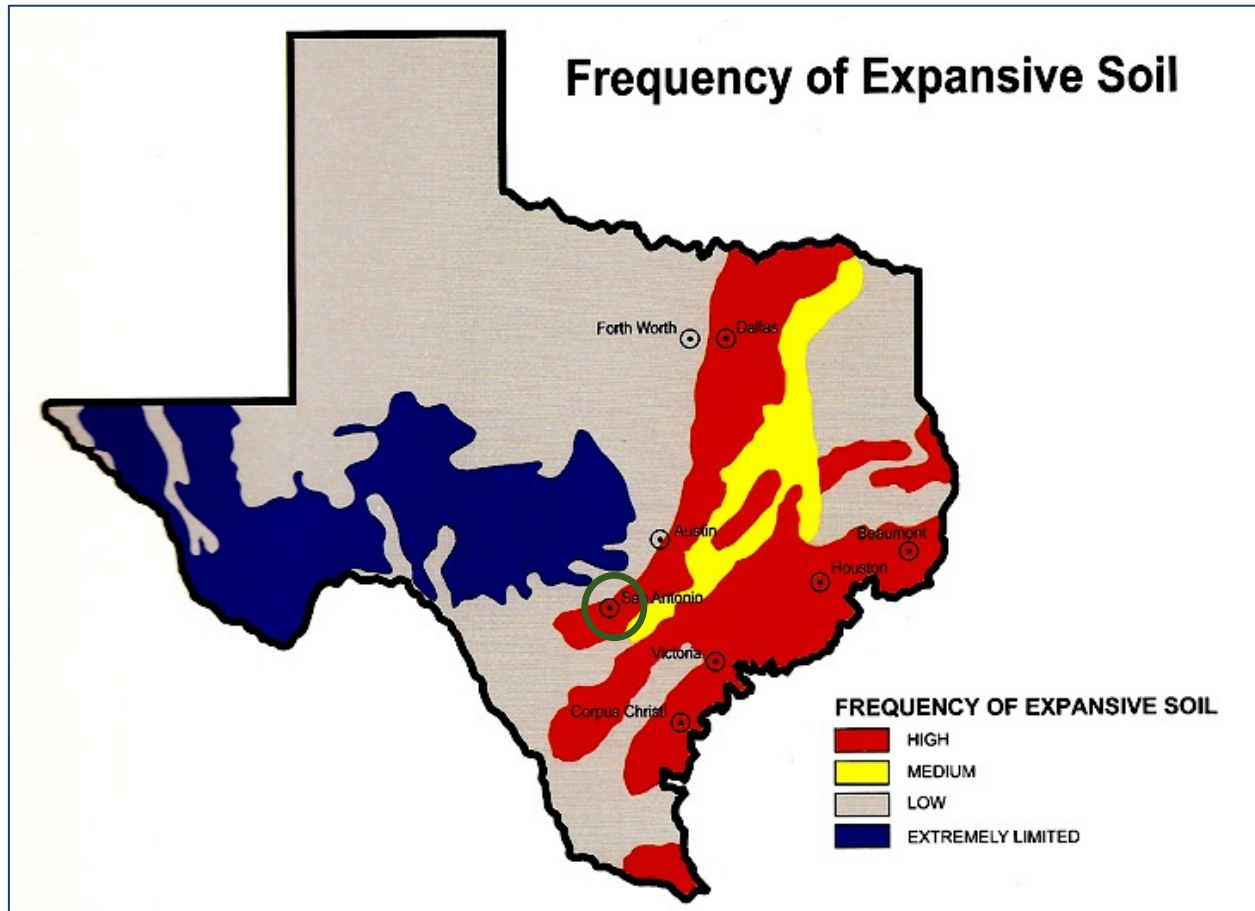 Frequency of Expansive Soil
Forth Worth
Dallas
Austin
Beaumont
Houston
San Antonio
Victoria
Corpus Christi
FREQUENCY OF EXPANSIVE SOIL
HIGH
MEDIUM
LOW
EXTREMELY LIMITED